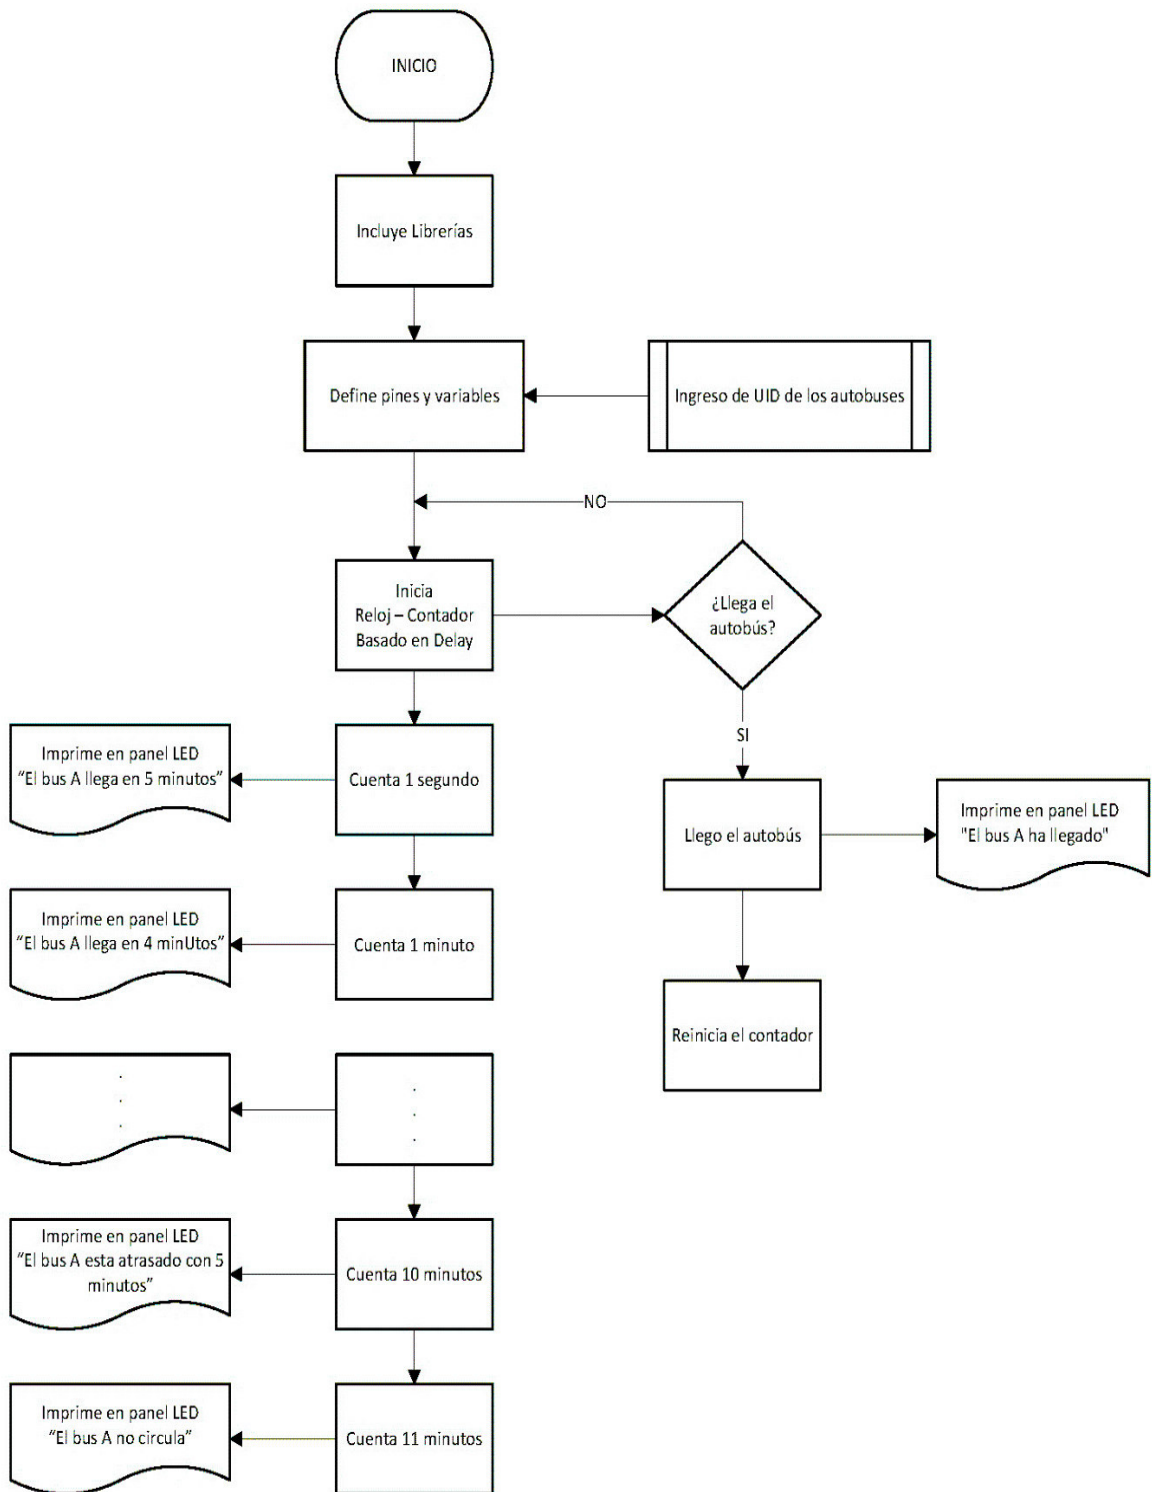 INICIO
Incluye Librerías
Define pines y variables
Ingreso de UID de los autobuses
NO
Inicia
Reloj – Contador
Basado en Delay
¿Llega el
autobús?
SI
Imprime en panel LED
“El bus A llega en 5 minutos”
Cuenta 1 segundo
Llego el autobús
Imprime en panel LED
"El bus A ha llegado"
Imprime en panel LED
“El bus A llega en 4 minUtos”
Cuenta 1 minuto
Reinicia el contador
.
.
.
.
.
.
Imprime en panel LED
“El bus A esta atrasado con 5
minutos”
Cuenta 10 minutos
Imprime en panel LED
“El bus A no circula”
Cuenta 11 minutos